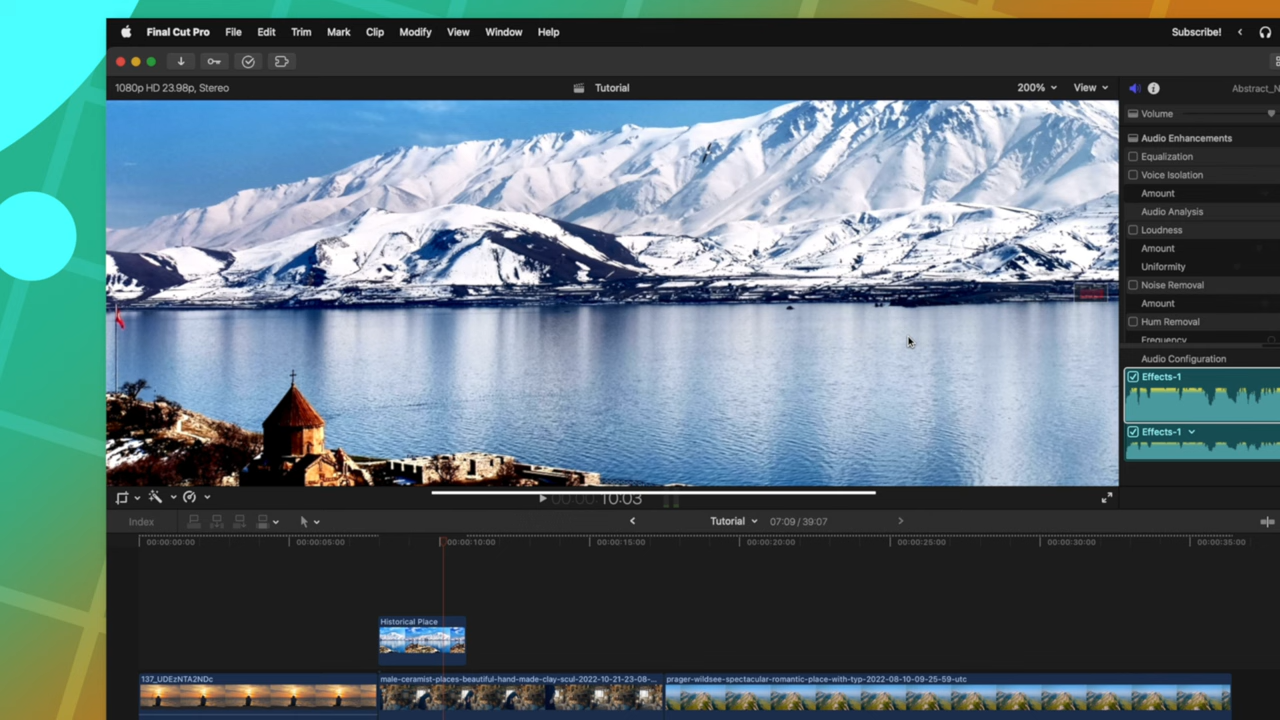 Final Cut Pro File Edit Trim Mark Clip Modify View Window Help Subscribe!
1080p HD 23.98p, Stereo Tutorial 200% View Abstract_N
Volume
Audio Enhancements
Equalization
Voice Isolation
Amount
Audio Analysis
Loudness
Amount
Uniformity
Noise Removal
Amount
Hum Removal
Frequency
Audio Configuration
Effects-1
Effects-1
00:00:10:03
Index Tutorial 07:09 / 39:07
00:00:00:00 00:00:05:00 00:00:10:00 00:00:15:00 00:00:20:00 00:00:25:00 00:00:30:00 00:00:35:00
Historical Place
137_UDEzNTA2NDc male-ceramist-places-beautiful-hand-made-clay-scul-2022-10-21-23-08-... prager-wildsee-spectacular-romantic-place-with-typ-2022-08-10-09-25-59-utc